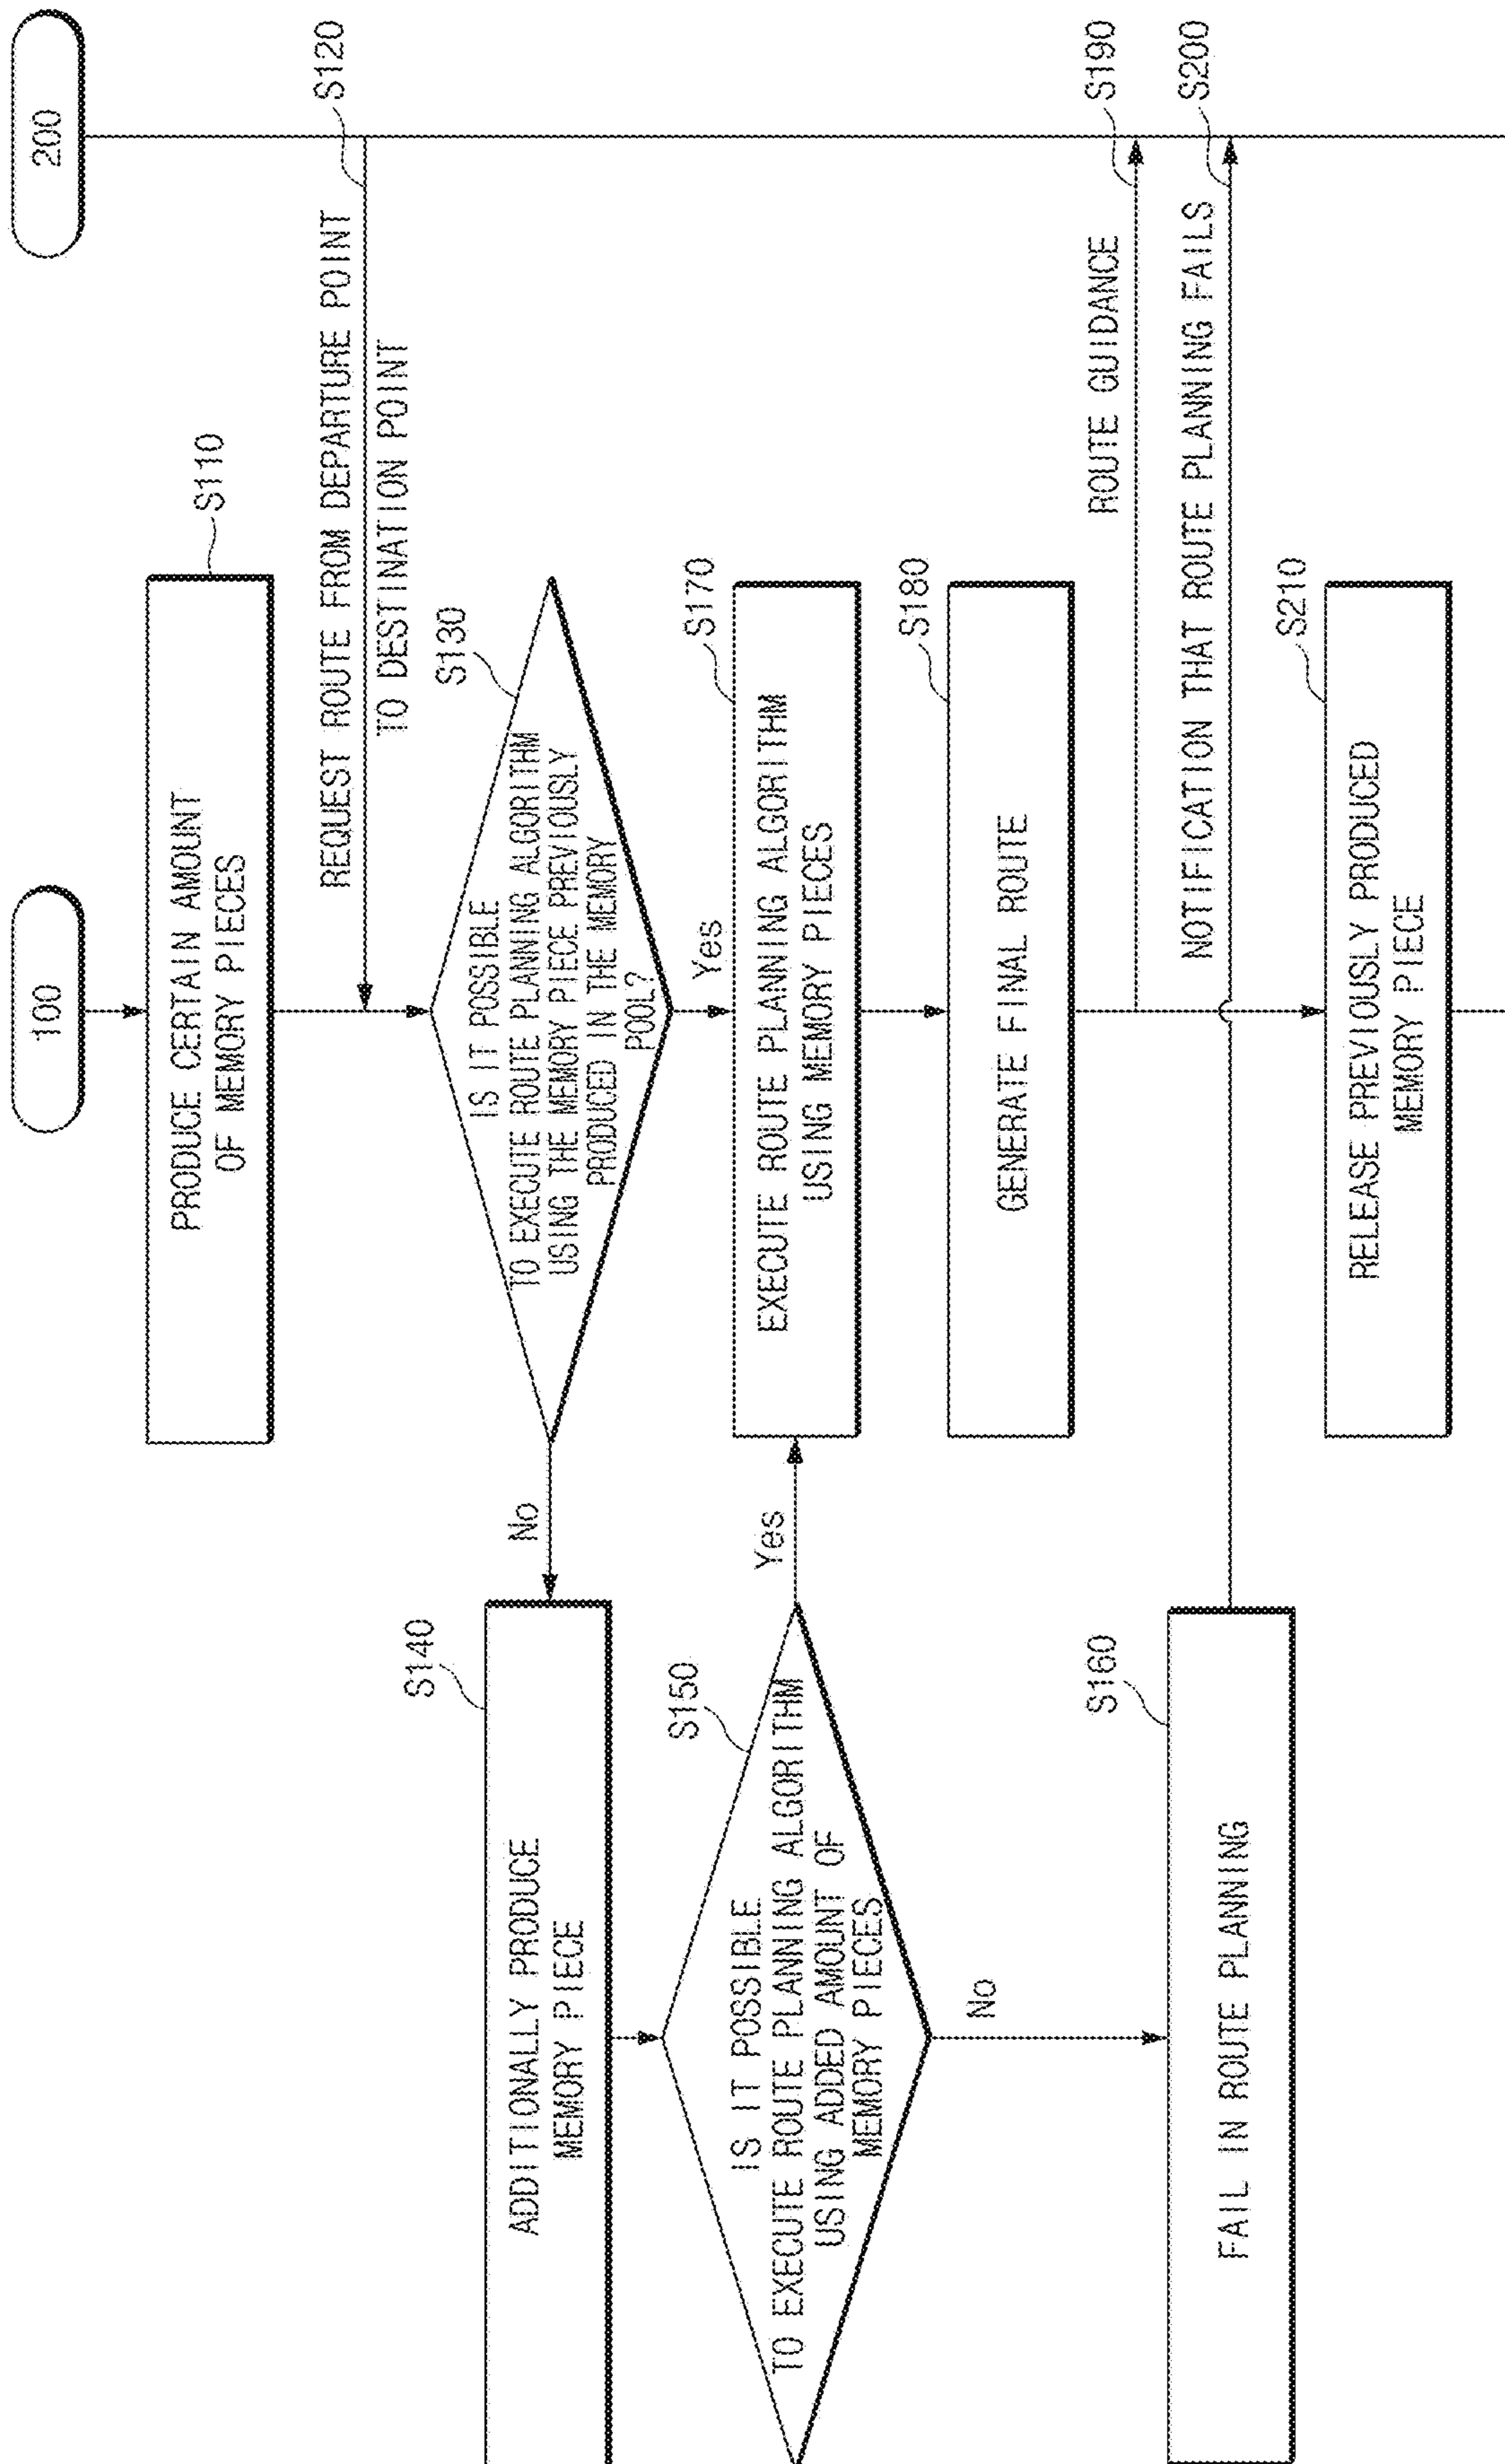 100
200
PRODUCE CERTAIN AMOUNT
OF MEMORY PIECES
S110
REQUEST ROUTE FROM DEPARTURE POINT
TO DESTINATION POINT
S120
IS IT POSSIBLE
TO EXECUTE ROUTE PLANNING ALGORITHM
USING THE MEMORY PIECE PREVIOUSLY
PRODUCED IN THE MEMORY
POOL?
S130
No
Yes
ADDITIONALLY PRODUCE
MEMORY PIECE
S140
IS IT POSSIBLE
TO EXECUTE ROUTE PLANNING ALGORITHM
USING ADDED AMOUNT OF
MEMORY PIECES
S150
Yes
No
EXECUTE ROUTE PLANNING ALGORITHM
USING MEMORY PIECES
S170
GENERATE FINAL ROUTE
S180
ROUTE GUIDANCE
S190
FAIL IN ROUTE PLANNING
S160
NOTIFICATION THAT ROUTE PLANNING FAILS
S200
RELEASE PREVIOUSLY PRODUCED
MEMORY PIECE
S210